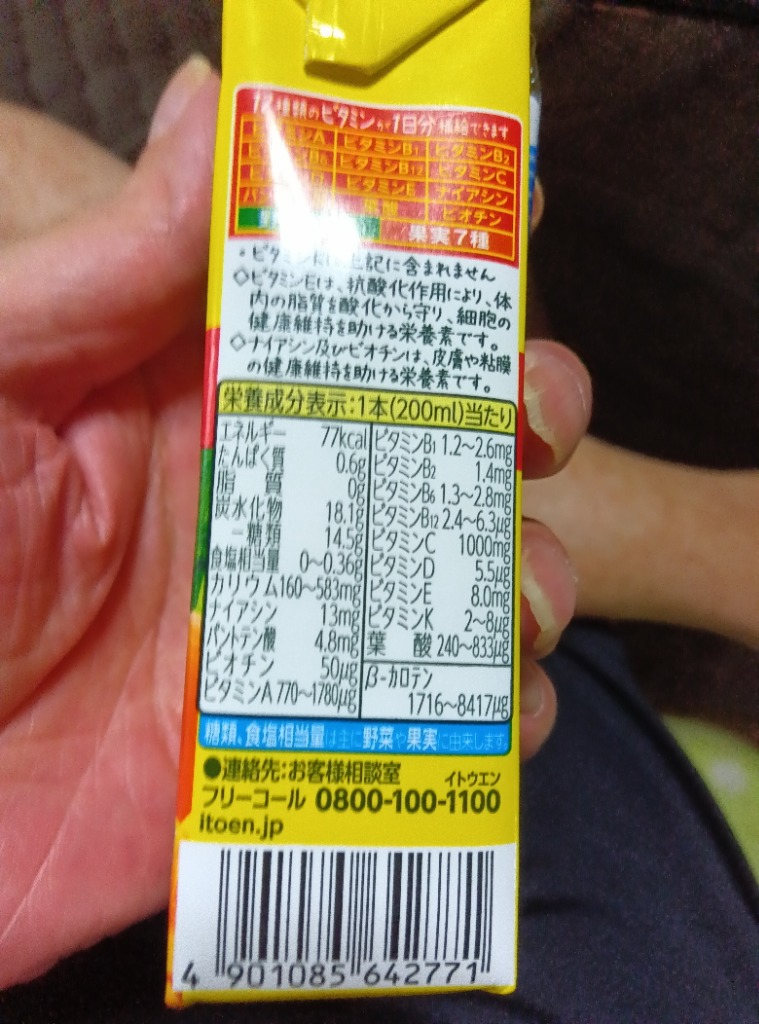 12種類のビタミンが1日分補給できます
ビタミンA ビタミンB1 ビタミンB2
ビタミンB6 ビタミンB12 ビタミンC
ビタミンE ナイアシン
葉酸 ビオチン
果実7種
上記に含まれません
◇ビタミンEは、抗酸化作用により、体
内の脂質を酸化から守り、細胞の
健康維持を助ける栄養素です。
◇ナイアシン及びビオチンは、皮膚や粘膜
の健康維持を助ける栄養素です。
栄養成分表示:1本(200ml)当たり
エネルギー 77kcal
たんぱく質 0.6g
脂質 0g
炭水化物 18.1g
－糖類 14.5g
食塩相当量 0～0.36g
カリウム 160～583mg
ナイアシン 13mg
パントテン酸 4.8mg
ビオチン 50μg
ビタミンA 770～1780μg
ビタミンB1 1.2～2.6mg
ビタミンB2 1.4mg
ビタミンB6 1.3～2.8mg
ビタミンB12 2.4～6.3μg
ビタミンC 1000mg
ビタミンD 5.5μg
ビタミンE 8.0mg
ビタミンK 2～8μg
葉酸 240～833μg
β-カロテン
1716～8417μg
糖類、食塩相当量は主に野菜や果実に由来します
●連絡先:お客様相談室
イトウエン
フリーコール 0800-100-1100
itoen.jp
4 901085 642771